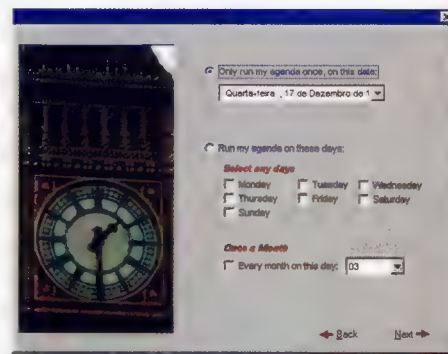 Only run my agenda once, on this date:
Quarta-feira , 17 de Dezembro de 1
Run my agenda on these days:
Select any days
Monday Tuesday Wednesday
Thursday Friday Saturday
Sunday
Once a Month
Every month on this day: 03
Back Next